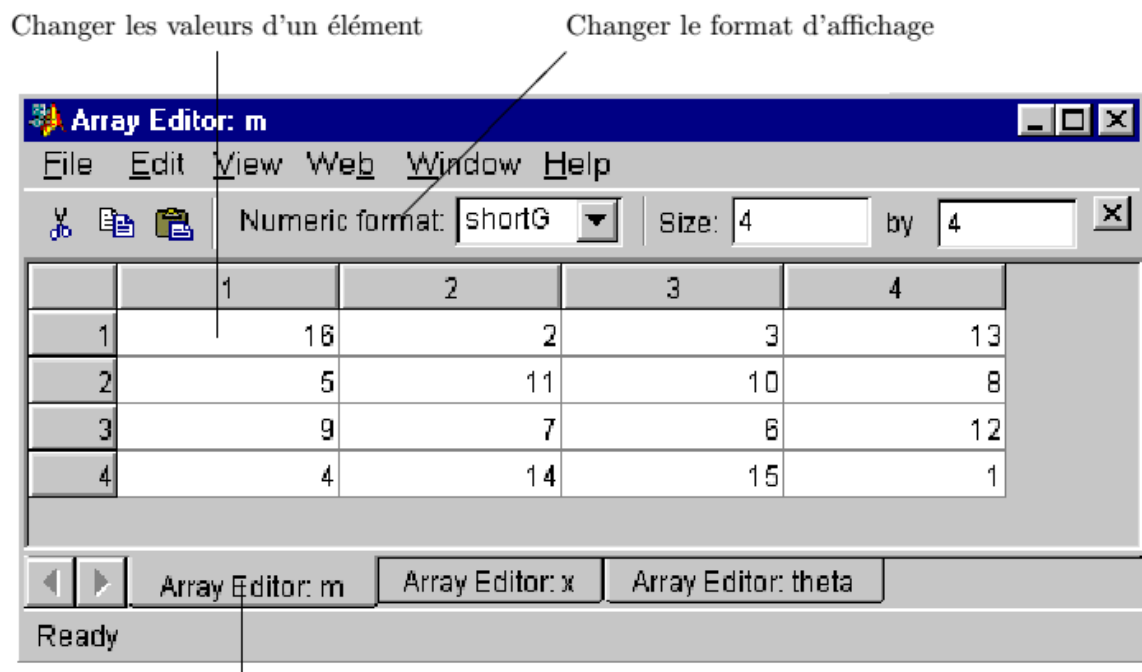 Changer les valeurs d'un élément Changer le format d'affichage
Array Editor: m
File Edit View Web Window Help
Numeric format: shortG Size: 4 by 4
1 2 3 4
1 16 2 3 13
2 5 11 10 8
3 9 7 6 12
4 4 14 15 1
Array Editor: m Array Editor: x Array Editor: theta
Ready